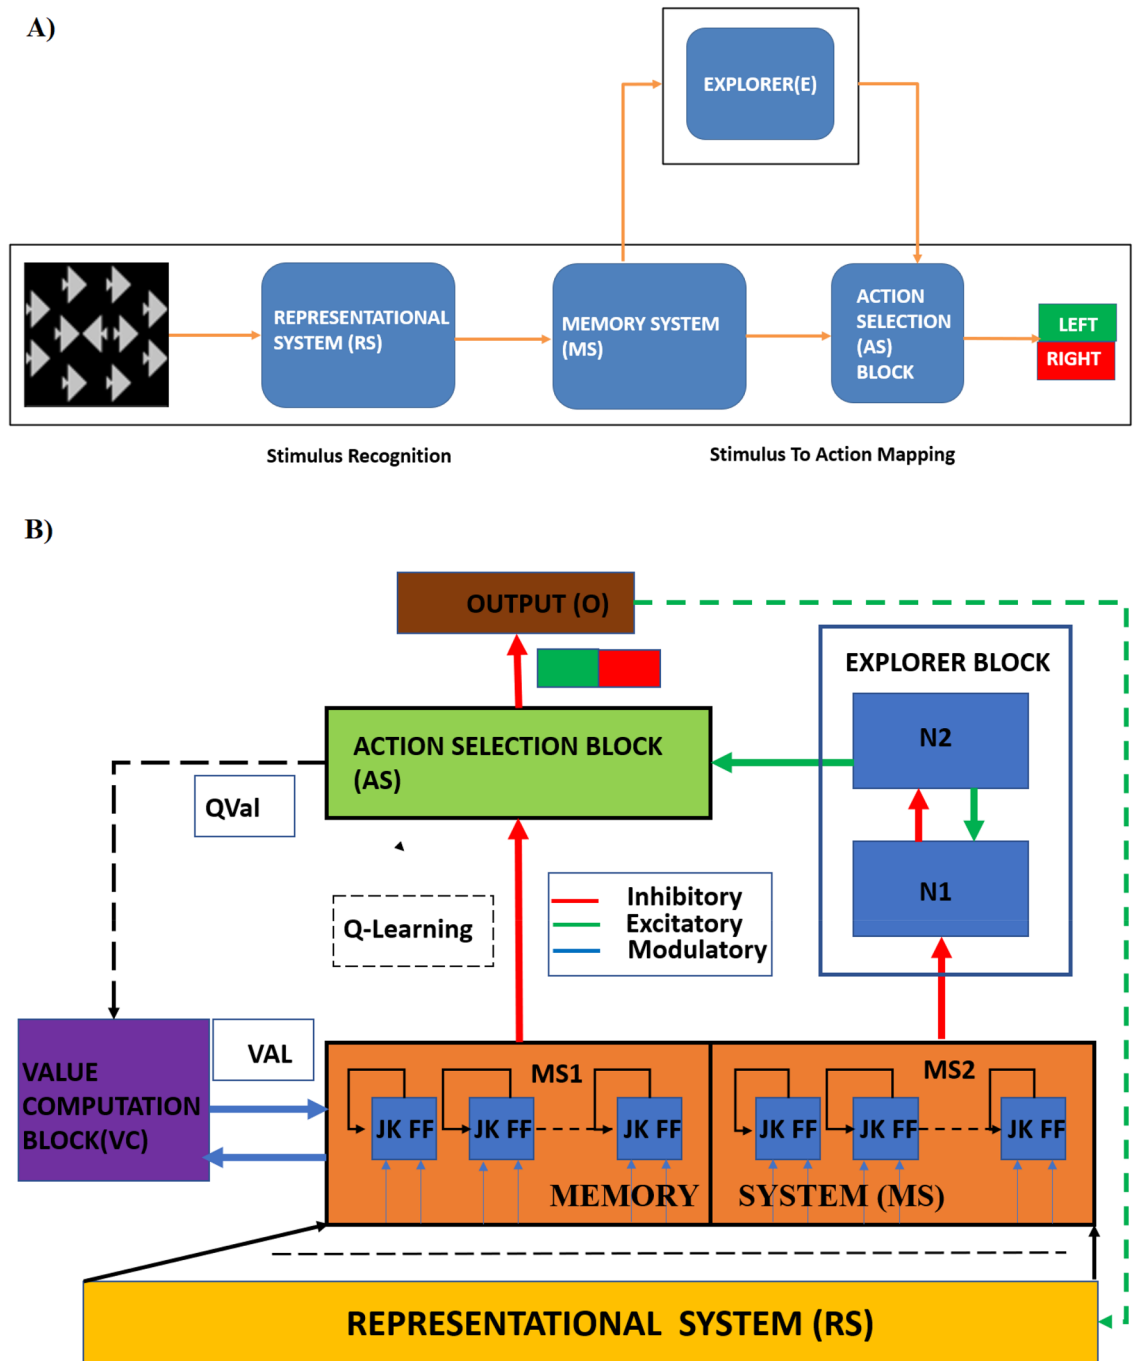 A)
EXPLORER(E)
REPRESENTATIONAL
SYSTEM (RS)
MEMORY SYSTEM
(MS)
ACTION
SELECTION
(AS)
BLOCK
LEFT
RIGHT
Stimulus Recognition
Stimulus To Action Mapping
B)
OUTPUT (O)
EXPLORER BLOCK
N2
ACTION SELECTION BLOCK
(AS)
QVal
N1
Inhibitory
Excitatory
Modulatory
Q-Learning
VALUE
COMPUTATION
BLOCK(VC)
VAL
MS1
MS2
JK FF
JK FF
JK FF
JK FF
JK FF
JK FF
MEMORY SYSTEM (MS)
REPRESENTATIONAL SYSTEM (RS)